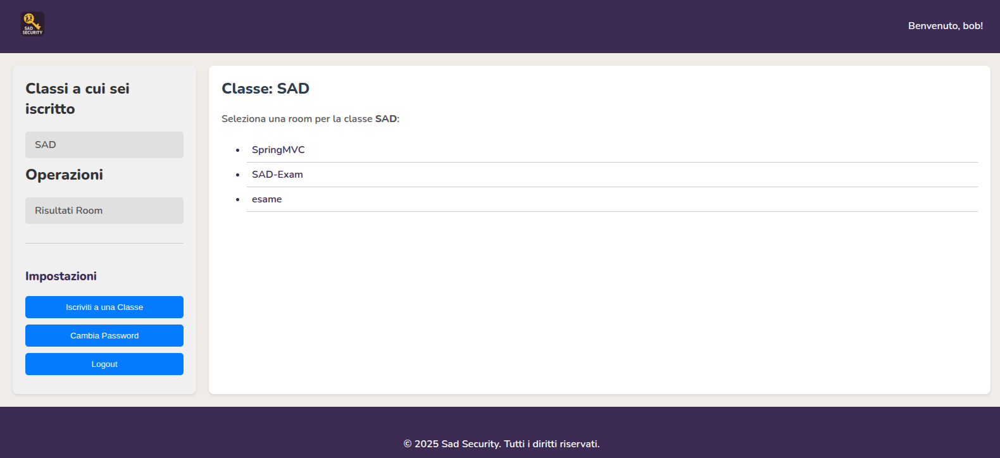 SAD
SECURITY
Benvenuto, bob!
Classi a cui sei
iscritto
SAD
Operazioni
Risultati Room
Impostazioni
Iscriviti a una Classe
Cambia Password
Logout
Classe: SAD
Seleziona una room per la classe SAD:
SpringMVC
SAD-Exam
esame
© 2025 Sad Security. Tutti i diritti riservati.